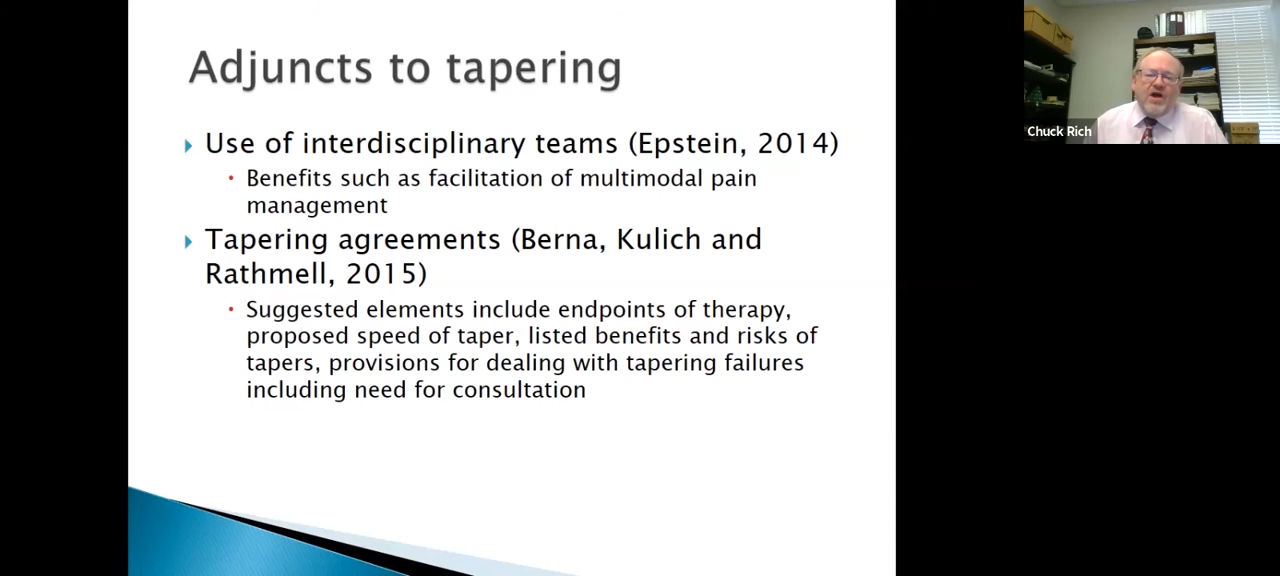 Adjuncts to tapering
Use of interdisciplinary teams (Epstein, 2014)
Benefits such as facilitation of multimodal pain
management
Tapering agreements (Berna, Kulich and
Rathmell, 2015)
Suggested elements include endpoints of therapy,
proposed speed of taper, listed benefits and risks of
tapers, provisions for dealing with tapering failures
including need for consultation
Chuck Rich